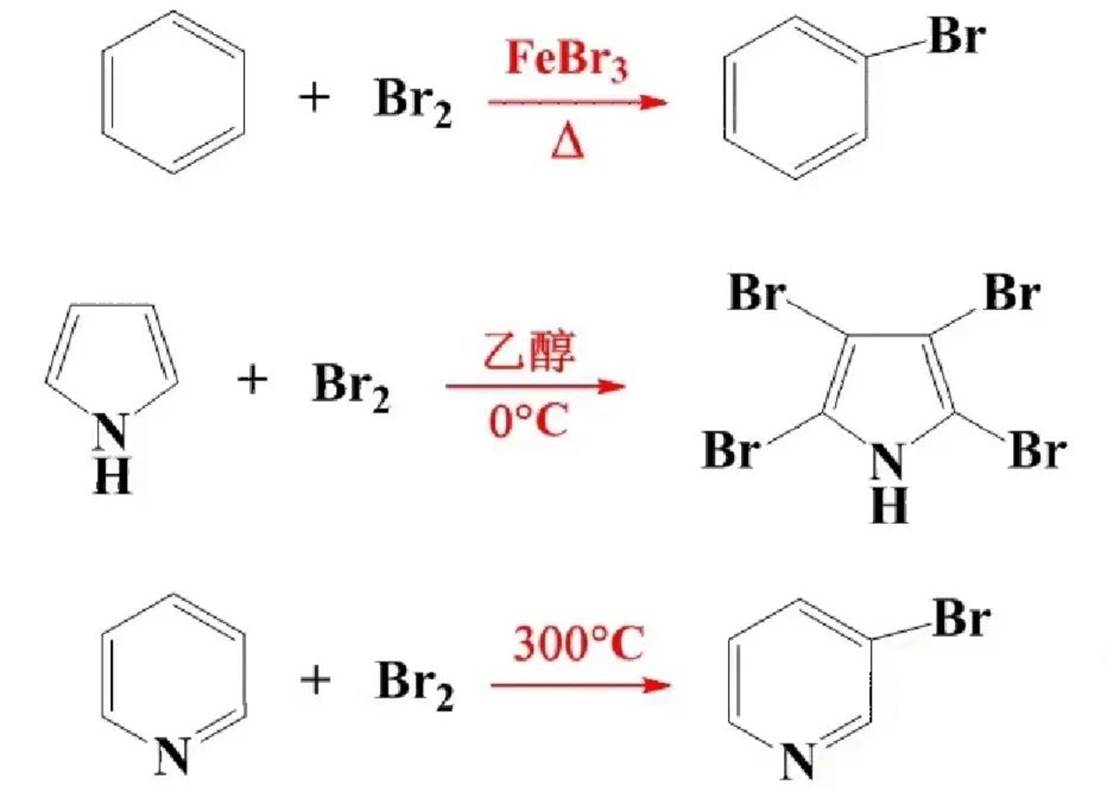 + Br₂ FeBr₃ Δ Br
N H + Br₂ 乙醇 0°C Br Br Br Br N H
N + Br₂ 300°C Br N